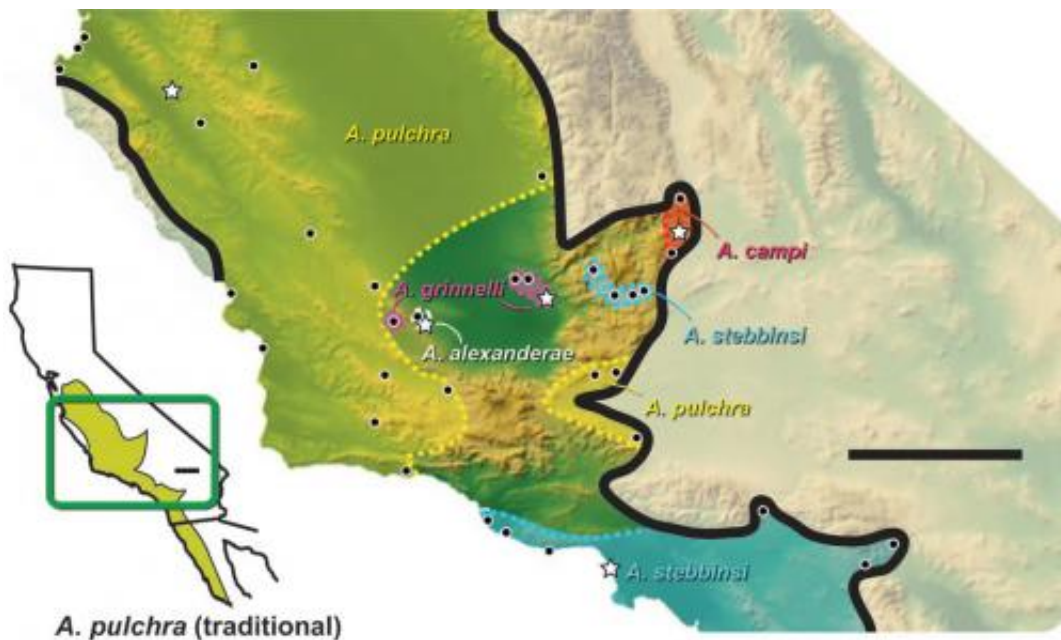 A. pulchra
A. campi
A. grinnelli
A. stebbinsi
A. alexanderae
A. pulchra
A. stebbinsi
A. pulchra (traditional)